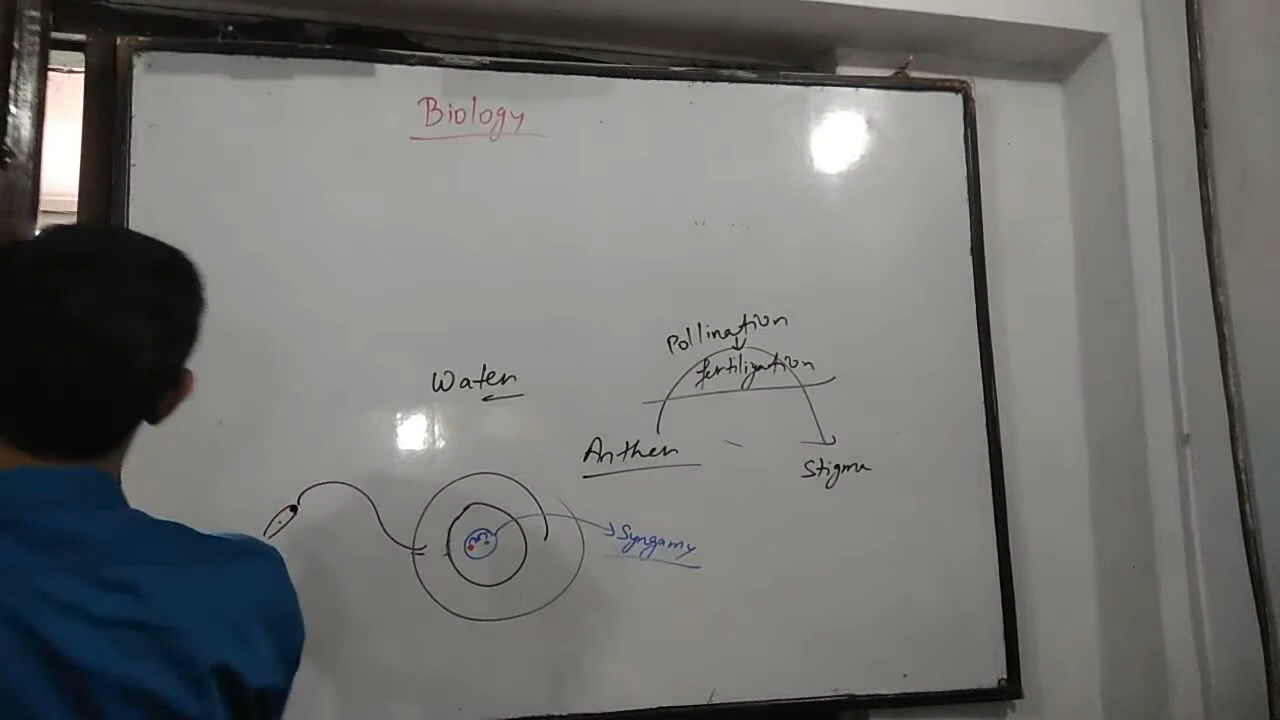 Biology
Pollination
fertilization
Water
Anther
Stigma
Syngamy